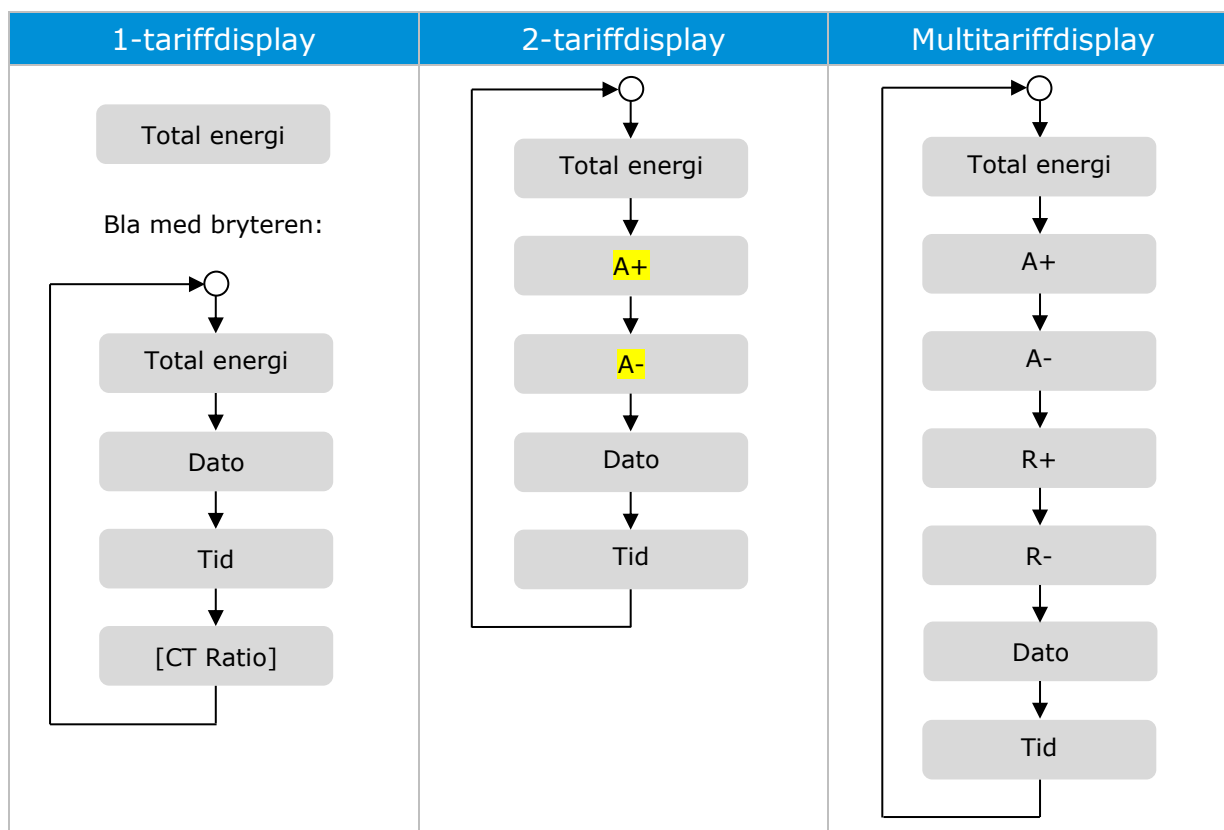 1-tariffdisplay
Total energi
Bla med bryteren:
Total energi
Dato
Tid
[CT Ratio]
2-tariffdisplay
Total energi
A+
A-
Dato
Tid
Multitariffdisplay
Total energi
A+
A-
R+
R-
Dato
Tid